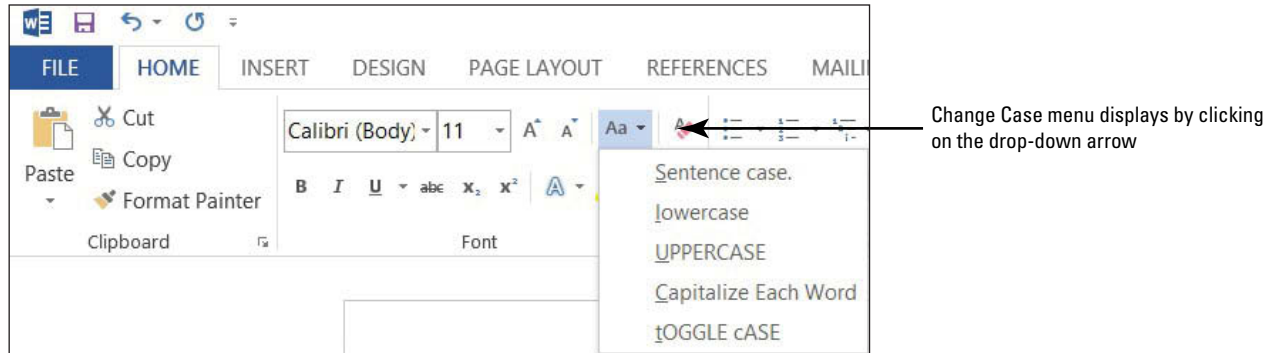 FILE HOME INSERT DESIGN PAGE LAYOUT REFERENCES MAILI
Cut
Copy
Format Painter
Paste
Clipboard
Calibri (Body) 11 A A Aa
B I U abc x₂ x² A
Font
Sentence case.
lowercase
UPPERCASE
Capitalize Each Word
tOGGLE cASE
Change Case menu displays by clicking
on the drop-down arrow